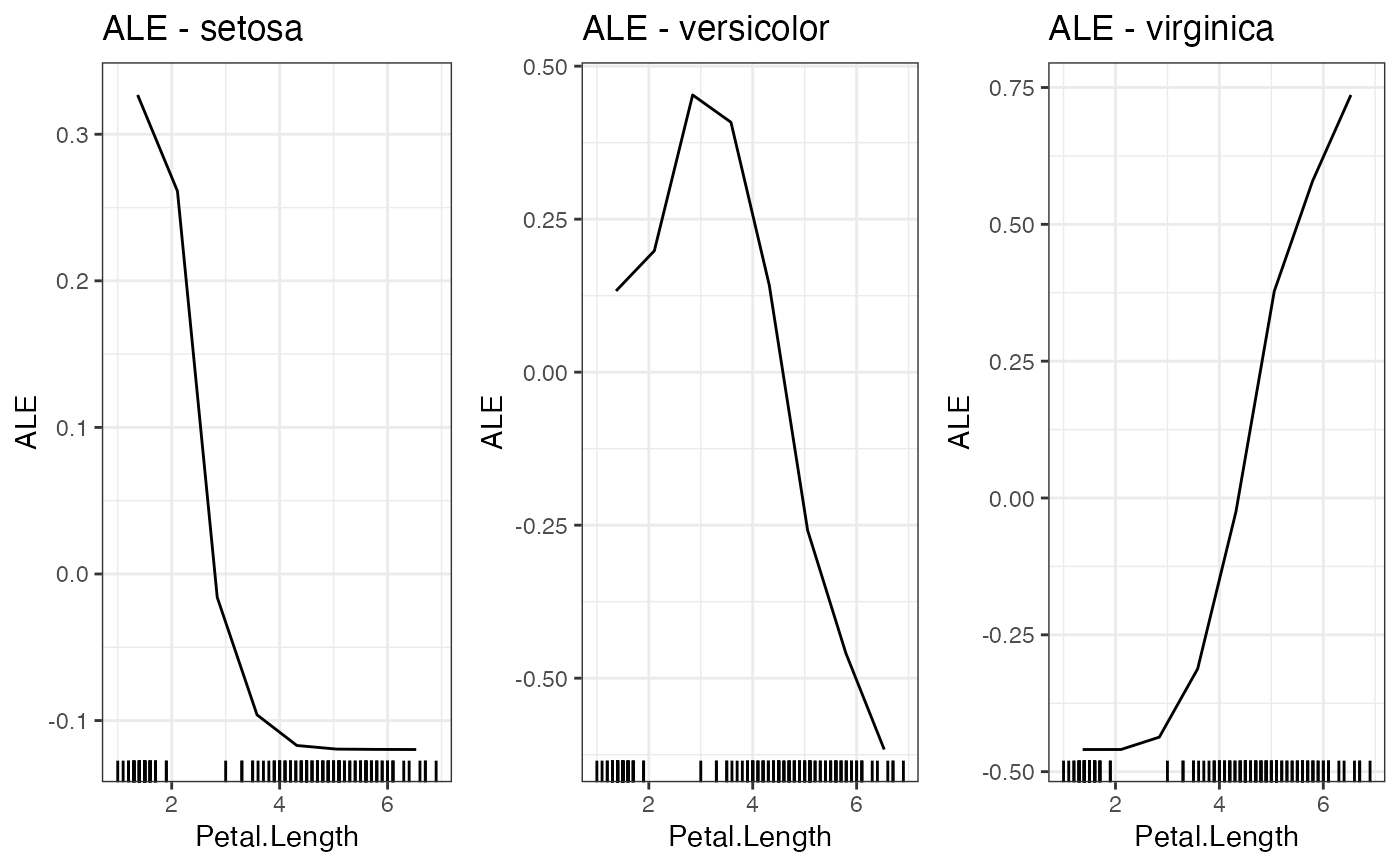 ALE - setosa
ALE
0.3
0.2
0.1
0.0
-0.1
2 4 6
Petal.Length
ALE - versicolor
ALE
0.50
0.25
0.00
-0.25
-0.50
2 4 6
Petal.Length
ALE - virginica
ALE
0.75
0.50
0.25
0.00
-0.25
-0.50
2 4 6
Petal.Length